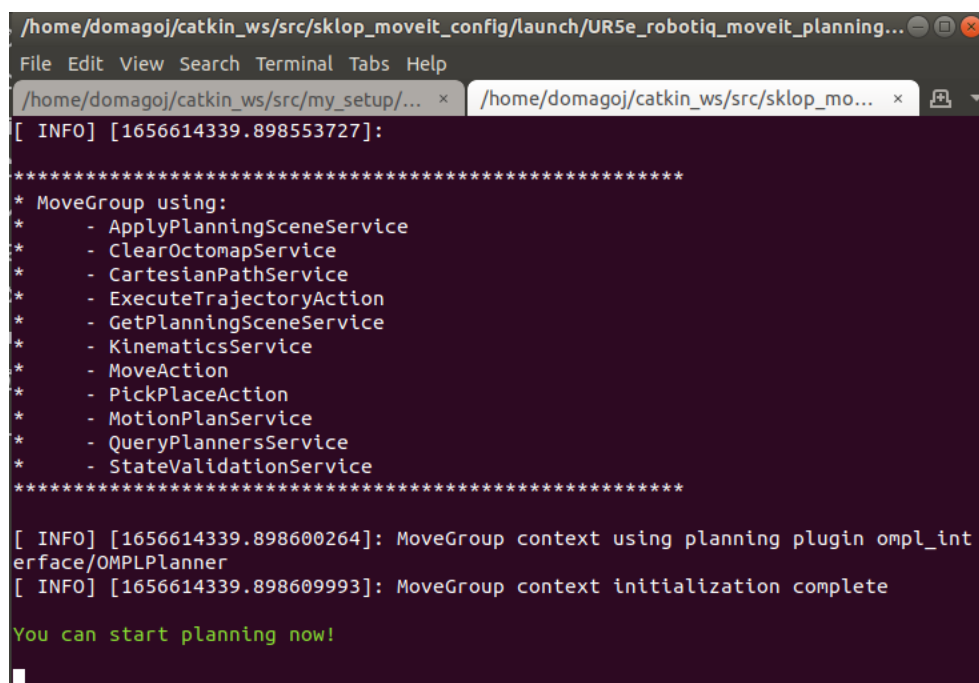 /home/domagoj/catkin_ws/src/sklop_moveit_config/launch/UR5e_robotiq_moveit_planning...
File Edit View Search Terminal Tabs Help
/home/domagoj/catkin_ws/src/my_setup/... × /home/domagoj/catkin_ws/src/sklop_mo... ×
[ INFO] [1656614339.898553727]:
********************************************************
* MoveGroup using:
*     - ApplyPlanningSceneService
*     - ClearOctomapService
*     - CartesianPathService
*     - ExecuteTrajectoryAction
*     - GetPlanningSceneService
*     - KinematicsService
*     - MoveAction
*     - PickPlaceAction
*     - MotionPlanService
*     - QueryPlannersService
*     - StateValidationService
********************************************************
[ INFO] [1656614339.898600264]: MoveGroup context using planning plugin ompl_int
erface/OMPLPlanner
[ INFO] [1656614339.898609993]: MoveGroup context initialization complete
You can start planning now!